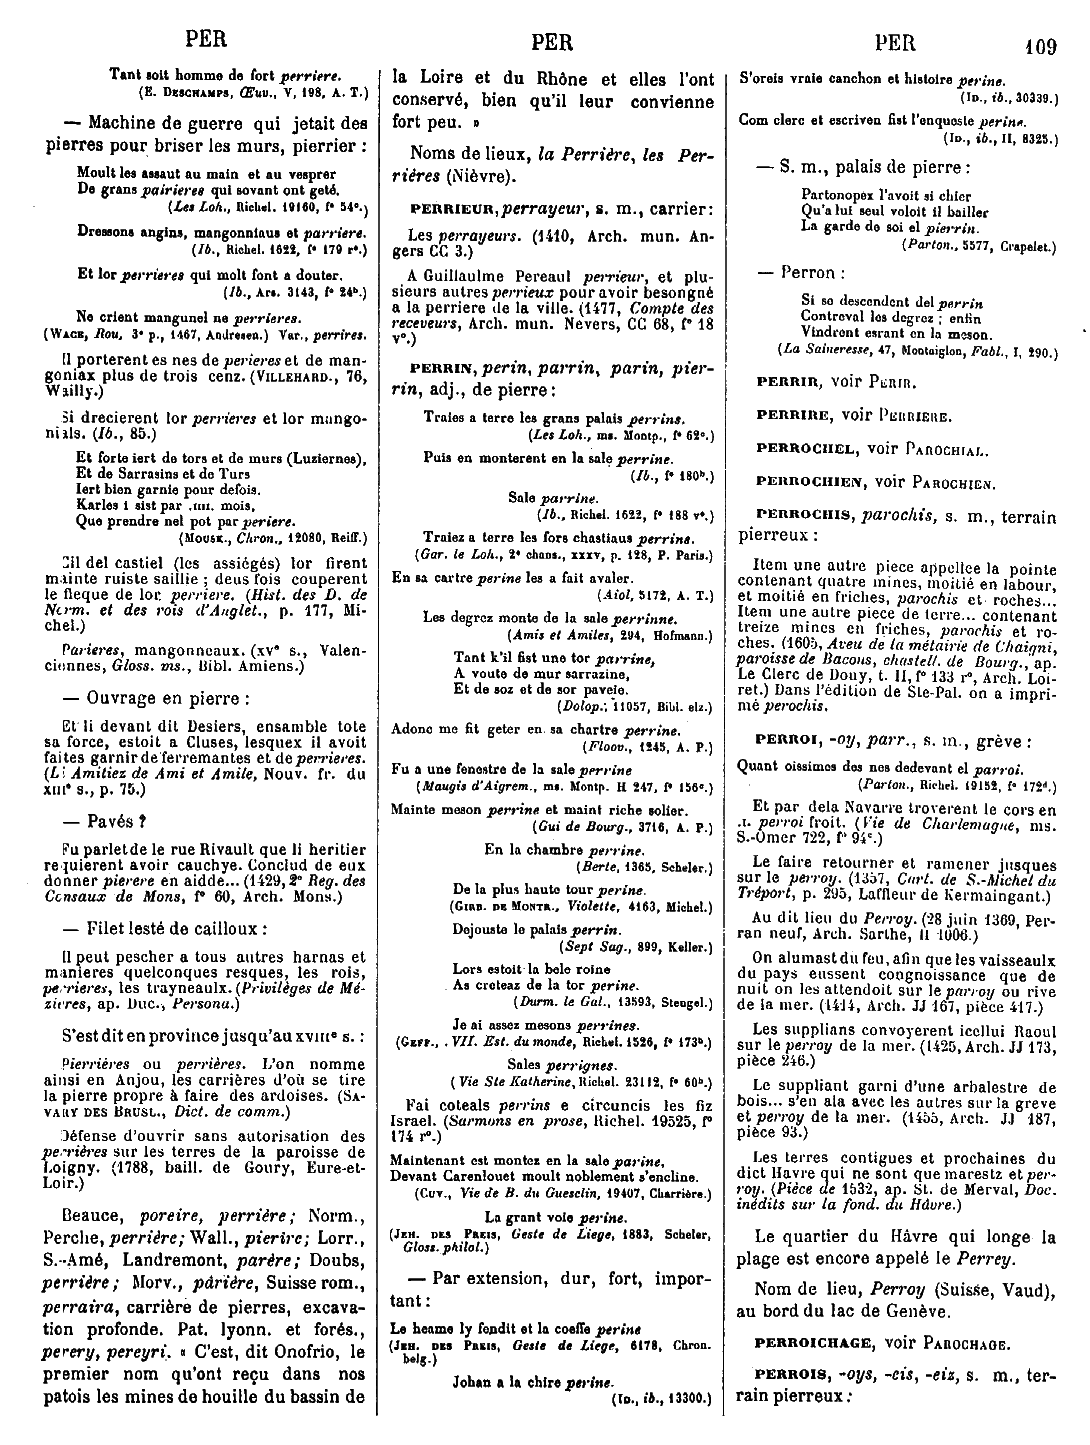 PER
PER
PER
109
Tant soit homme de fort perriere.
(E. DESCHAMPS, Œuv., V, 198, A. T.)
— Machine de guerre qui jetait des
pierres pour briser les murs, pierrier :
Moult les assaut au main et au vesprer
De grans pairieres qui sovant ont geté.
(Les Loh., Richel. 19160, f° 54c.)
Dressons angins, mangonniaus et parriere.
(Ib., Richel. 1622, f° 179 r°.)
Et lor perrieres qui molt font a douter.
(Ib., Ars. 3143, f° 24b.)
Ne crient mangunel ne perrieres.
(WACE, Rou, 3e p., 1467, Andresen.) Var., perrires.
Il porterent es nes de perieres et de man-
goniax plus de trois cenz. (VILLEHARD., 76,
Wailly.)
Si drecierent lor perrieres et lor mango-
nials. (Ib., 85.)
Et forte iert de tors et de murs (Luziernes),
Et de Sarrasins et de Turs
Iert bien garnie pour defois.
Karles i sist par .IIII. mois,
Que prendre nel pot par periere.
(MOUSK., Chron., 12080, Reiff.)
Cil del castiel (les assiégés) lor firent
mainte ruiste saillie ; deus fois couperent
le fleque de lor perriere. (Hist. des D. de
Norm. et des rois d'Anglet., p. 177, Mi-
chel.)
Parieres, mangonneaux. (XVe s., Valen-
ciennes, Gloss. ms., Bibl. Amiens.)
— Ouvrage en pierre :
Et li devant dit Desiers, ensamble tote
sa force, estoit a Cluses, lesquex il avoit
faites garnir de ferremantes et de perrieres.
(Li Amitiez de Ami et Amile, Nouv. fr. du
XIIIe s., p. 75.)
— Pavés ?
Fu parlet de le rue Rivault que li heritier
requierent avoir cauchye. Conclud de eux
donner pierere en aidde... (1429, 2e Reg. des
Consaux de Mons, f° 60, Arch. Mons.)
— Filet lesté de cailloux :
Il peut pescher a tous autres harnas et
manieres quelconques resques, les rois,
perrieres, les trayneaulx. (Privilèges de Mé-
zières, ap. Duc., Persona.)
S'est dit en province jusqu'au XVIIIe s. :
Pierriéres ou perrières. L'on nomme
ainsi en Anjou, les carrières d'où se tire
la pierre propre à faire des ardoises. (SA-
VARY DES BRUSL., Dict. de comm.)
Défense d'ouvrir sans autorisation des
perrières sur les terres de la paroisse de
Loigny. (1788, baill. de Goury, Eure-et-
Loir.)
Beauce, poreire, perrière ; Norm.,
Perche, perrière; Wall., pierire; Lorr.,
S.-Amé, Landremont, parère; Doubs,
perrière; Morv., pàrière, Suisse rom.,
perraira, carrière de pierres, excava-
tion profonde. Pat. lyonn. et forés.,
perery, pereyri. « C'est, dit Onofrio, le
premier nom qu'ont reçu dans nos
patois les mines de houille du bassin de
la Loire et du Rhône et elles l'ont
conservé, bien qu'il leur convienne
fort peu. »
Noms de lieux, la Perrière, les Per-
rières (Nièvre).
PERRIEUR, perrayeur, s. m., carrier:
Les perrayeurs. (1410, Arch. mun. An-
gers CC 3.)
A Guillaulme Pereaul perrieur, et plu-
sieurs autres perrieux pour avoir besongné
a la perriere de la ville. (1477, Compte des
receveurs, Arch. mun. Nevers, CC 68, f° 18
v°.)
PERRIN, perin, parrin, parin, pier-
rin, adj., de pierre :
Traies a terre les grans palais perrins.
(Les Loh., ms. Montp., f° 62c.)
Puis en monterent en la sale perrine.
(Ib., f° 180b.)
Sale parrine.
(Ib., Richel. 1622, f° 188 v°.)
Traiez a terre les fors chastiaus perrins.
(Gar. le Loh., 2e chans., XXXV, p. 128, P. Paris.)
En sa cartre perine les a fait avaler.
(Aiol, 5172, A. T.)
Les degrez monte de la sale perrinne.
(Amis et Amiles, 294, Hofmann.)
Tant k'il fist une tor parrine,
A voute de mur sarrazine,
Et de soz et de sor paveie.
(Dolop., 11057, Bibl. elz.)
Adonc me fit geter en sa chartre perrine.
(Floov., 1245, A. P.)
Fu a une fenostre de la sale perrine
(Maugis d'Aigrem., ms. Montp. H 247, f° 156c.)
Mainte meson perrine et maint riche solier.
(Gui de Bourg., 3716, A. P.)
En la chambre perrine.
(Berte, 1365, Scheler.)
De la plus haute tour perine.
(GIRB. DE MONTR., Violette, 4163, Michel.)
Dejouste le palais perrin.
(Sept Sag., 899, Keller.)
Lors estoit la bele roine
As creteaz de la tor perine.
(Durm. le Gal., 13593, Stengel.)
Je ai assez mesons perrines.
(GEFF., VII. Est. du monde, Richel. 1526, f° 173b.)
Sales perrignes.
(Vie Ste Katherine, Richel. 23112, f° 60b.)
Fai coteals perrins e circuncis les fiz
Israel. (Sarmons en prose, Richel. 19525, f°
174 r°.)
Maintenant est montez en la sale parine,
Devant Carenlouet moult noblement s'encline.
(CUV., Vie de B. du Guesclin, 19407, Charrière.)
La grant voie perine.
(JEH. DES PREIS, Geste de Liege, 1883, Scheler,
Gloss. philol.)
— Par extension, dur, fort, impor-
tant :
Le heame ly fendit et la coeffe perine
(JEH. DES PREIS, Geste de Liege, 6178, Chron.
belg.)
Johan a la chire perine.
(ID., ib., 13300.)
S'oreis vraie canchon et histoire perine.
(ID., ib., 30339.)
Com clerc et escriven fist l'enqueste perine.
(ID., ib., II, 8325.)
— S. m., palais de pierre :
Partonopex l'avoit si chier
Qu'a lui seul voloit il bailler
La garde de soi el pierrin.
(Parton., 5577, Crapelet.)
— Perron :
Si se descendent del perrin
Contreval les degrez ; enfin
Vindrent esrant en la meson.
(La Saineresse, 47, Montaiglon, Fabl., I, 290.)
PERRIR, voir PERIR.
PERRIRE, voir PERRIERE.
PERROCHEL, voir PAROCHIAL.
PERROCHIEN, voir PAROCHIEN.
PERROCHIS, parochis, s. m., terrain
pierreux :
Item une autre piece appellee la pointe
contenant quatre mines, moitié en labour,
et moitié en friches, parochis et roches...
Item une autre piece de terre... contenant
treize mines en friches, parochis et ro-
ches. (1605, Aveu de la métairie de Chaigni,
paroisse de Bacons, chastell. de Bourg., ap.
Le Clerc de Douy, t. II, f° 133 r°, Arch. Loi-
ret.) Dans l'édition de Ste-Pal. on a impri-
mé perochis.
PERROI, -oy, parr., s. m., grève :
Quant oissimes des nes dedevant el parroi.
(Parton., Richel. 19152, f° 172d.)
Et par dela Navarre troverent le cors en
.I. perroi froit. (Vie de Charlemagne, ms.
S.-Omer 722, f° 94c.)
Le faire retourner et ramener jusques
sur le perroy. (1357, Cart. de S.-Michel du
Tréport, p. 295, Laffleur de Kermaingant.)
Au dit lieu du Perroy. (28 juin 1369, Per-
ran neuf, Arch. Sarthe, II 1006.)
On alumast du feu, afin que les vaisseaulx
du pays eussent congnoissance que de
nuit on les attendoit sur le parroy ou rive
de la mer. (1414, Arch. JJ 167, pièce 417.)
Les supplians convoyerent icellui Raoul
sur le perroy de la mer. (1425, Arch. JJ 173,
pièce 246.)
Le suppliant garni d'une arbalestre de
bois... s'en ala avec les autres sur la greve
et perroy de la mer. (1455, Arch. JJ 187,
pièce 93.)
Les terres contigues et prochaines du
dict Havre qui ne sont que marestz et per-
roy. (Pièce de 1532, ap. St. de Merval, Doc.
inédits sur la fond. du Hâvre.)
Le quartier du Hâvre qui longe la
plage est encore appelé le Perrey.
Nom de lieu, Perroy (Suisse, Vaud),
au bord du lac de Genève.
PERROICHAGE, voir PAROCHAGE.
PERROIS, -oys, -eis, -eiz, s. m., ter-
rain pierreux :